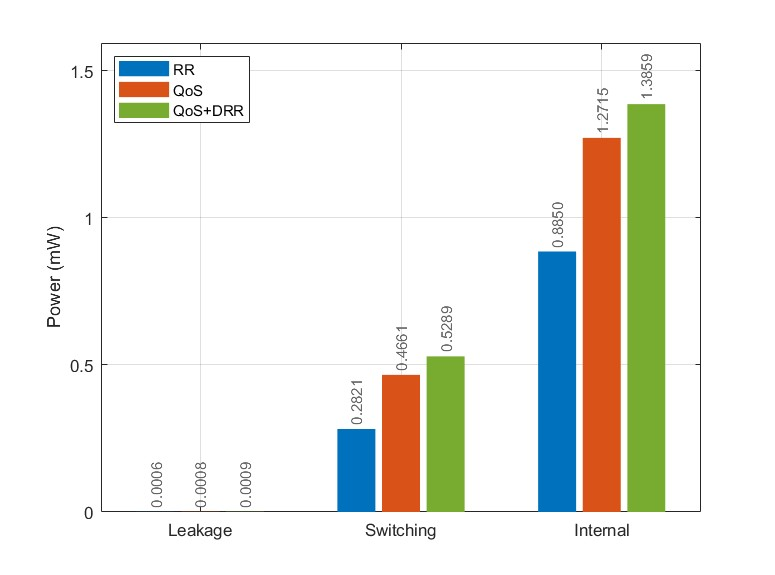 RR
QoS
QoS+DRR
Power (mW)
1.5
1
0.5
0
0.0006
0.0008
0.0009
0.2821
0.4661
0.5289
0.8850
1.2715
1.3859
Leakage
Switching
Internal